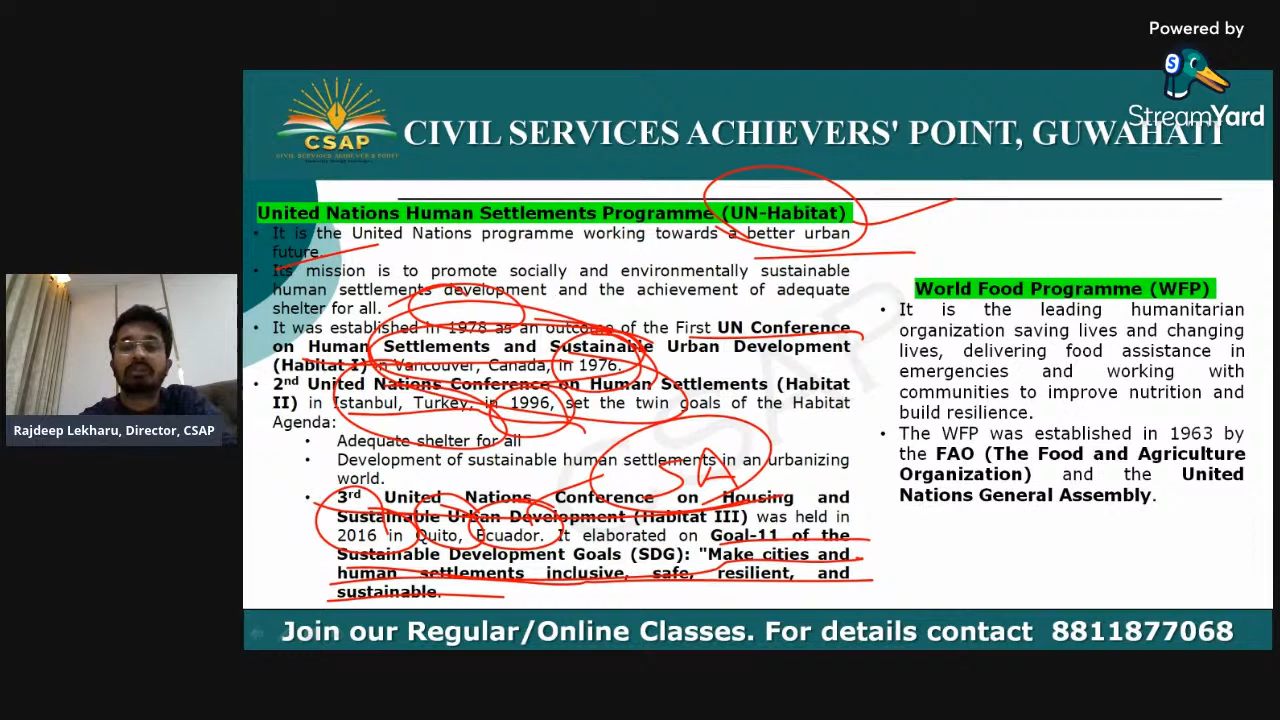 Powered by
S
StreamYard
CSAP
CIVIL SERVICES ACHIEVER'S POINT
CIVIL SERVICES ACHIEVERS' POINT, GUWAHATI
United Nations Human Settlements Programme (UN-Habitat)
• It is the United Nations programme working towards a better urban
future.
• Its mission is to promote socially and environmentally sustainable
human settlements development and the achievement of adequate
shelter for all.
• It was established in 1978 as an outcome of the First UN Conference
on Human Settlements and Sustainable Urban Development
(Habitat I) in Vancouver, Canada, in 1976.
• 2nd United Nations Conference on Human Settlements (Habitat
II) in Istanbul, Turkey, in 1996, set the twin goals of the Habitat
Agenda:
• Adequate shelter for all
• Development of sustainable human settlements in an urbanizing
world.
• 3rd United Nations Conference on Housing and
Sustainable Urban Development (Habitat III) was held in
2016 in Quito, Ecuador. It elaborated on Goal-11 of the
Sustainable Development Goals (SDG): "Make cities and
human settlements inclusive, safe, resilient, and
sustainable.
SA
CSAP
World Food Programme (WFP)
• It is the leading humanitarian
organization saving lives and changing
lives, delivering food assistance in
emergencies and working with
communities to improve nutrition and
build resilience.
• The WFP was established in 1963 by
the FAO (The Food and Agriculture
Organization) and the United
Nations General Assembly.
Rajdeep Lekharu, Director, CSAP
Join our Regular/Online Classes. For details contact 8811877068